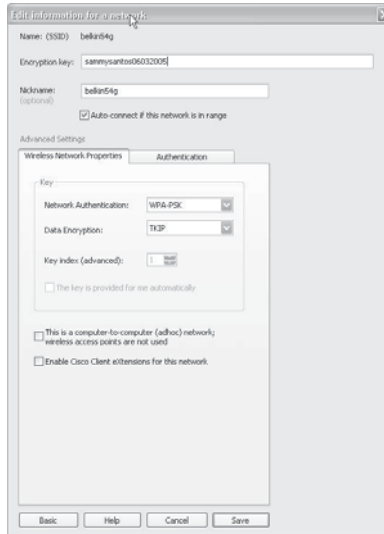 Edit information for a network
Name: (SSID) belkin54g
Encryption key: sammysantos06032005
Nickname: belkin54g
(optional)
Auto-connect if this network is in range
Advanced Settings
Wireless Network Properties Authentication
Key
Network Authentication: WPA-PSK
Data Encryption: TKIP
Key index (advanced): 1
The key is provided for me automatically
This is a computer-to-computer (adhoc) network;
wireless access points are not used
Enable Cisco Client eXtensions for this network
Basic Help Cancel Save